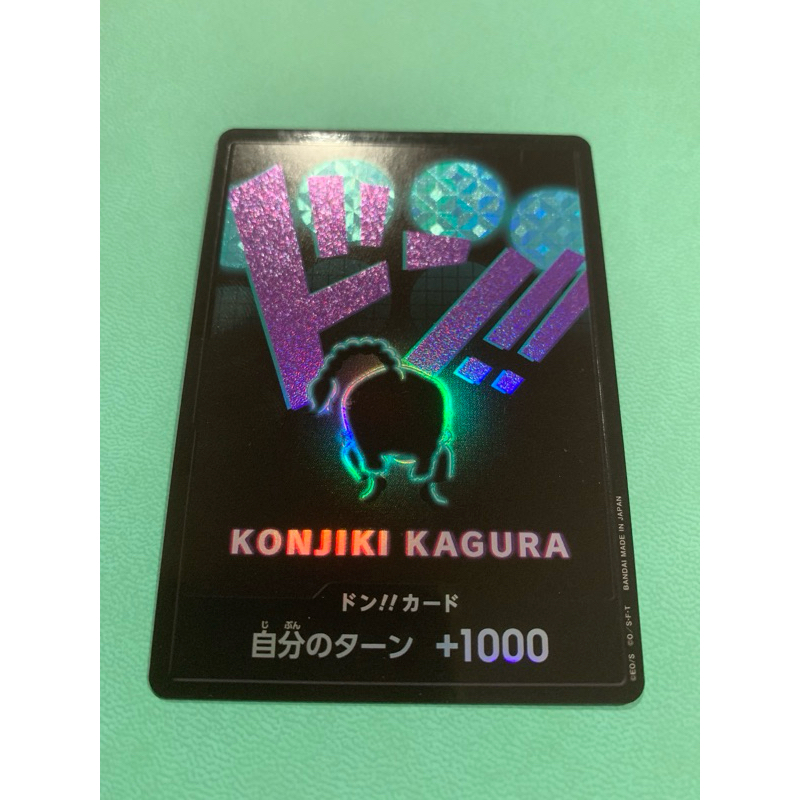 ドン!!
KONJIKI KAGURA
ドン!!カード
じ ぶん
自分のターン +1000
©EO/S ©O/S·F·T BANDAI MADE IN JAPAN